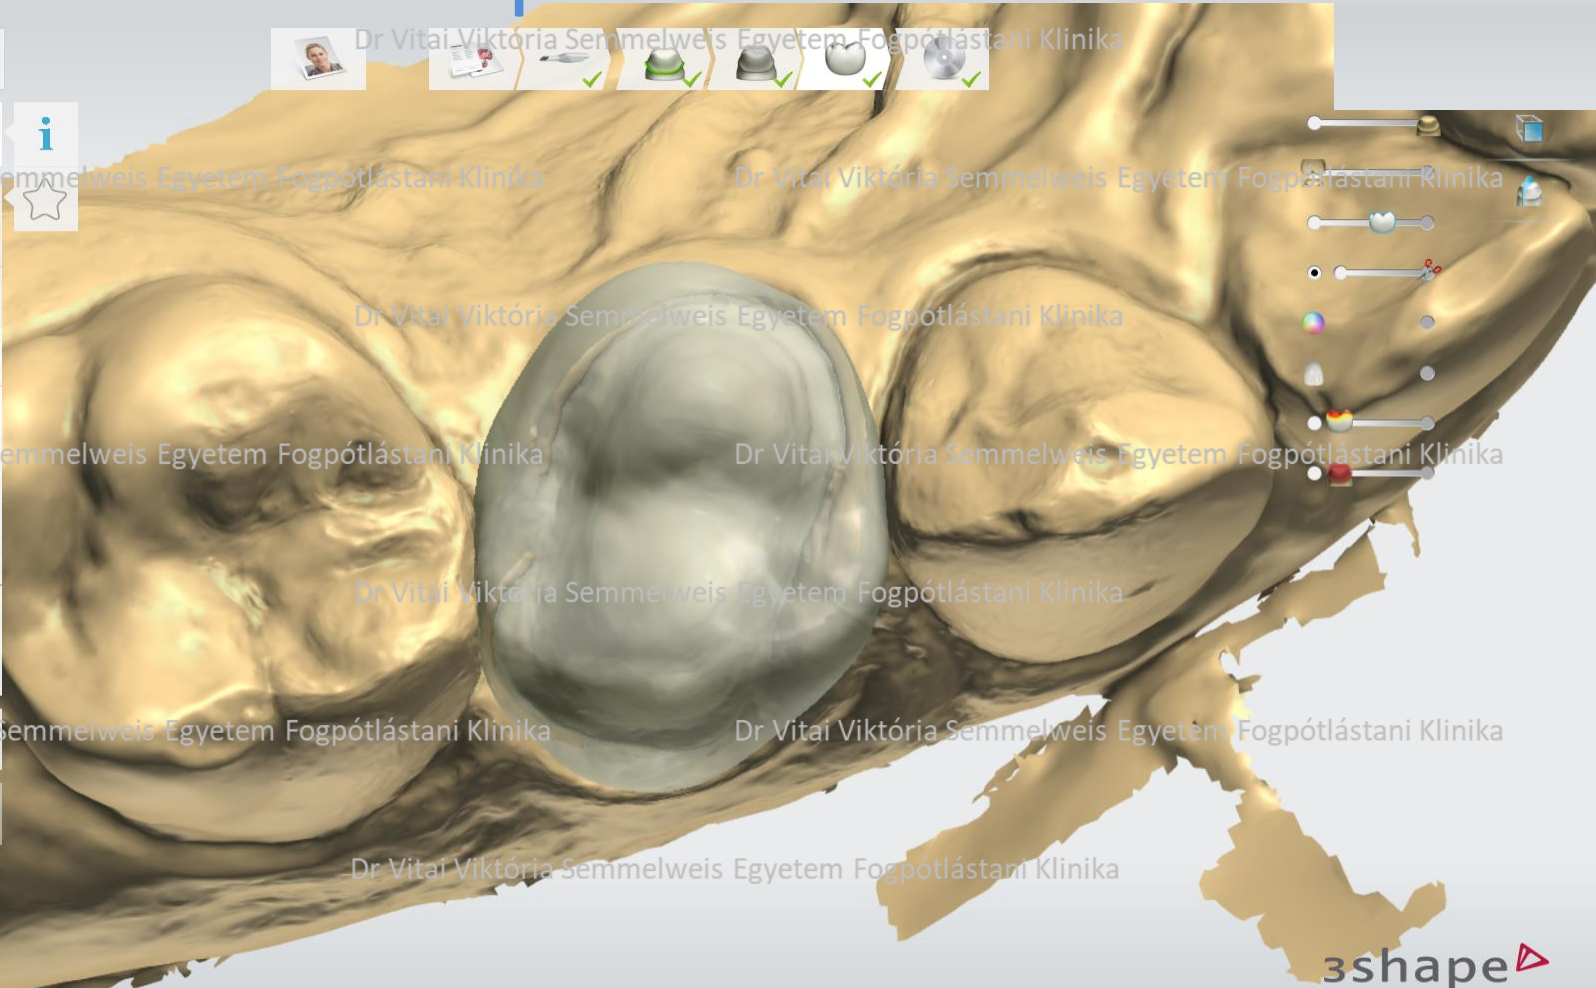 Dr Vitai Viktória Semmelweis Egyetem Fogpótlástani Klinika
emmelweis Egyetem Fogpótlástani Klinika Dr Vitai Viktória Semmelweis Egyetem Fogpótlástani Klinika
Dr Vitai Viktória Semmelweis Egyetem Fogpótlástani Klinika
emmelweis Egyetem Fogpótlástani Klinika Dr Vitai Viktória Semmelweis Egyetem Fogpótlástani Klinika
Dr Vitai Viktória Semmelweis Egyetem Fogpótlástani Klinika
Semmelweis Egyetem Fogpótlástani Klinika Dr Vitai Viktória Semmelweis Egyetem Fogpótlástani Klinika
Dr Vitai Viktória Semmelweis Egyetem Fogpótlástani Klinika
3shape